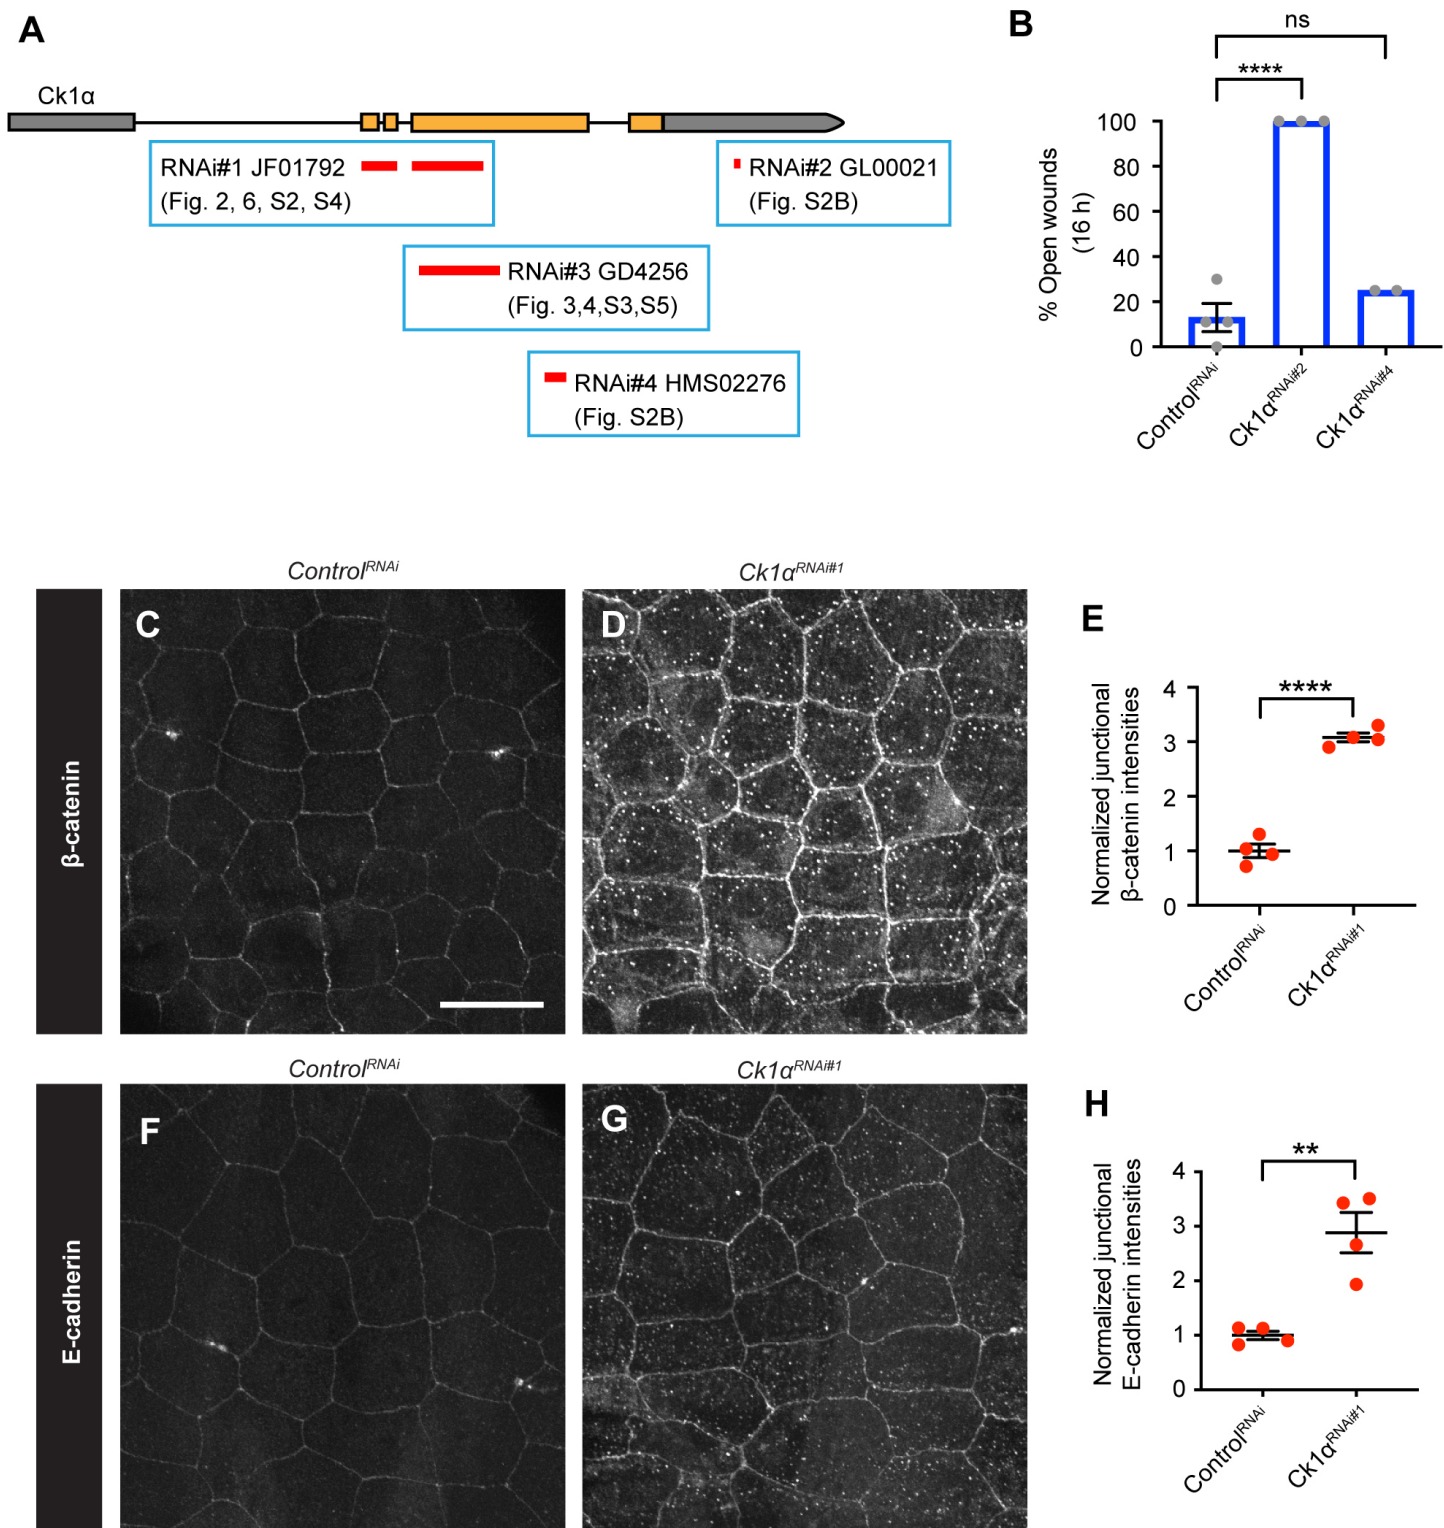 A
Ck1α
RNAi#1 JF01792
(Fig. 2, 6, S2, S4)
RNAi#2 GL00021
(Fig. S2B)
RNAi#3 GD4256
(Fig. 3,4,S3,S5)
RNAi#4 HMS02276
(Fig. S2B)
B
ns
****
% Open wounds
(16 h)
100
80
60
40
20
0
ControlRNAi
Ck1αRNAi#2
Ck1αRNAi#4
β-catenin
ControlRNAi
C
Ck1αRNAi#1
D
E
****
Normalized junctional
β-catenin intensities
4
3
2
1
0
ControlRNAi
Ck1αRNAi#1
E-cadherin
ControlRNAi
F
Ck1αRNAi#1
G
H
**
Normalized junctional
E-cadherin intensities
4
3
2
1
0
ControlRNAi
Ck1αRNAi#1